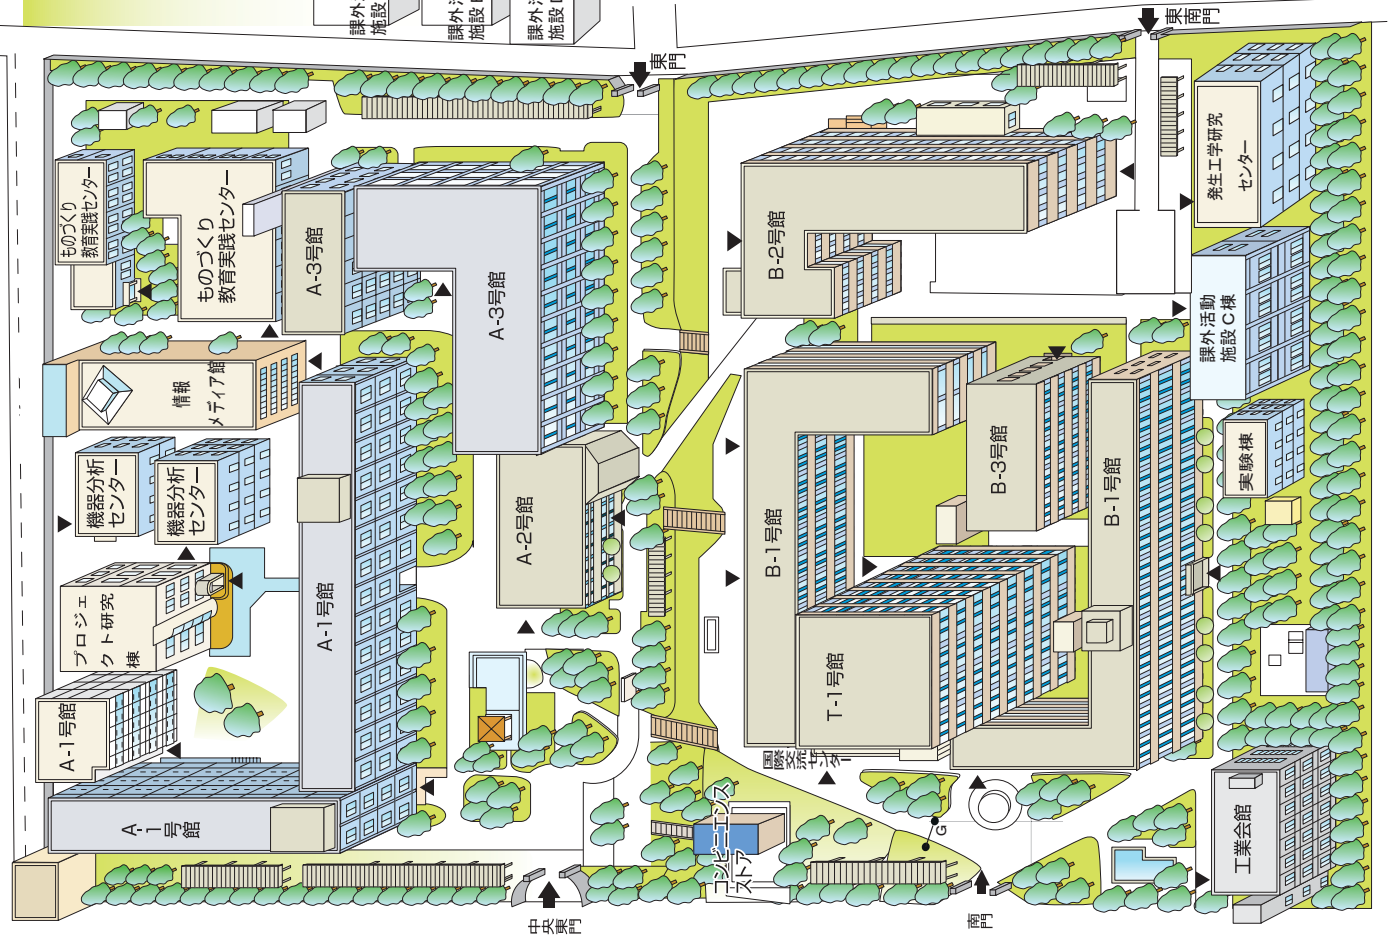 課外
施設
課外活
施設
課外活
施設
東
門
東南
門
ものづくり
教育実践センター
ものづくり
教育実践センター
A-3号館
A-3号館
B-2号館
発生工学研究
センター
課外活動
施設C棟
情報
メディア館
機器分析
センター
機器分析
センター
A-2号館
B-1号館
B-3号館
B-1号館
実験棟
プロジェ
クト研究
棟
A-1号館
A-1号館
T-1号館
国際
交流センター
A-1号
館
コンビーエンス
ストア
G
工業会館
中央
東門
南
門